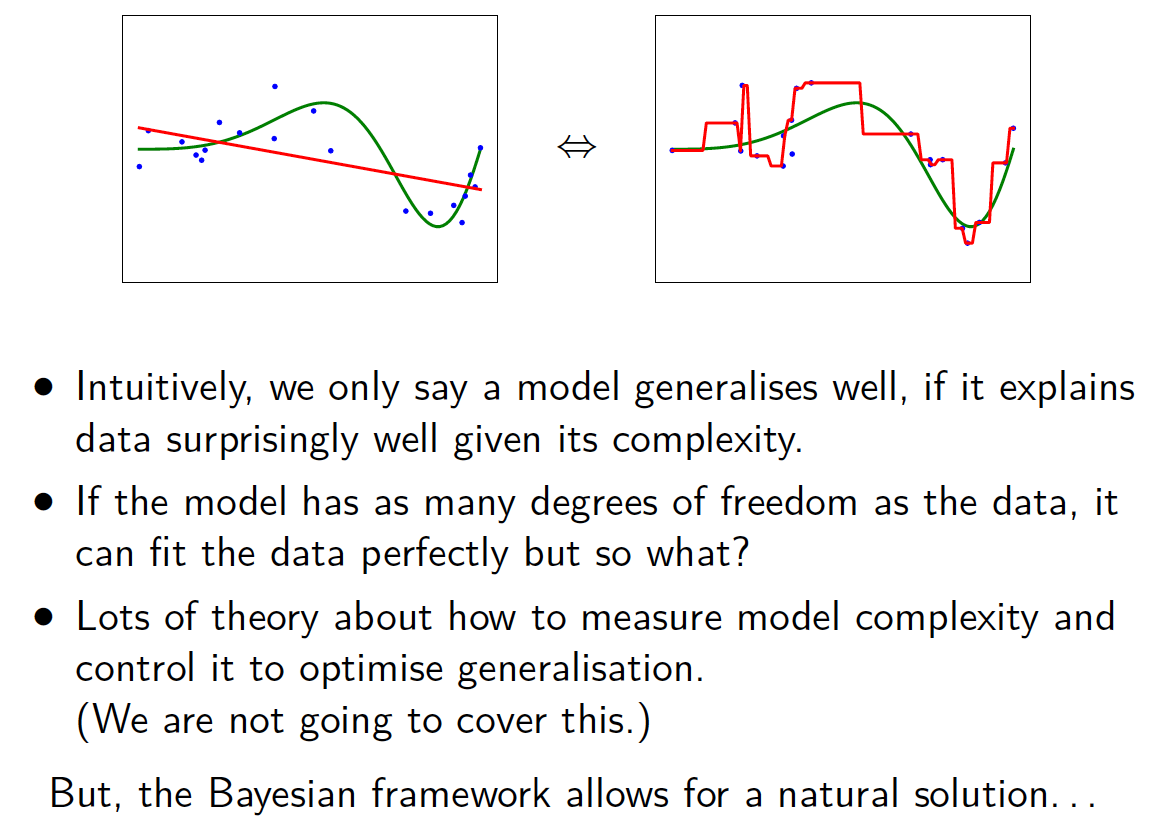 ⇔
• Intuitively, we only say a model generalises well, if it explains
data surprisingly well given its complexity.
• If the model has as many degrees of freedom as the data, it
can fit the data perfectly but so what?
• Lots of theory about how to measure model complexity and
control it to optimise generalisation.
(We are not going to cover this.)
But, the Bayesian framework allows for a natural solution. . .